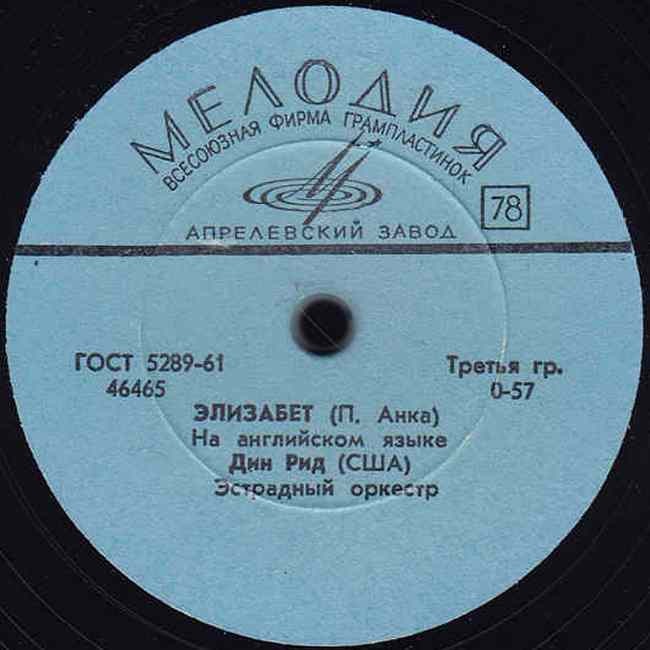 МЕЛОДИЯ
ВСЕСОЮЗНАЯ ФИРМА ГРАМПЛАСТИНОК
78
АПРЕЛЕВСКИЙ ЗАВОД
ГОСТ 5289-61
46465
Третья гр.
0-57
ЭЛИЗАБЕТ (П. Анка)
На английском языке
Дин Рид (США)
Эстрадный оркестр